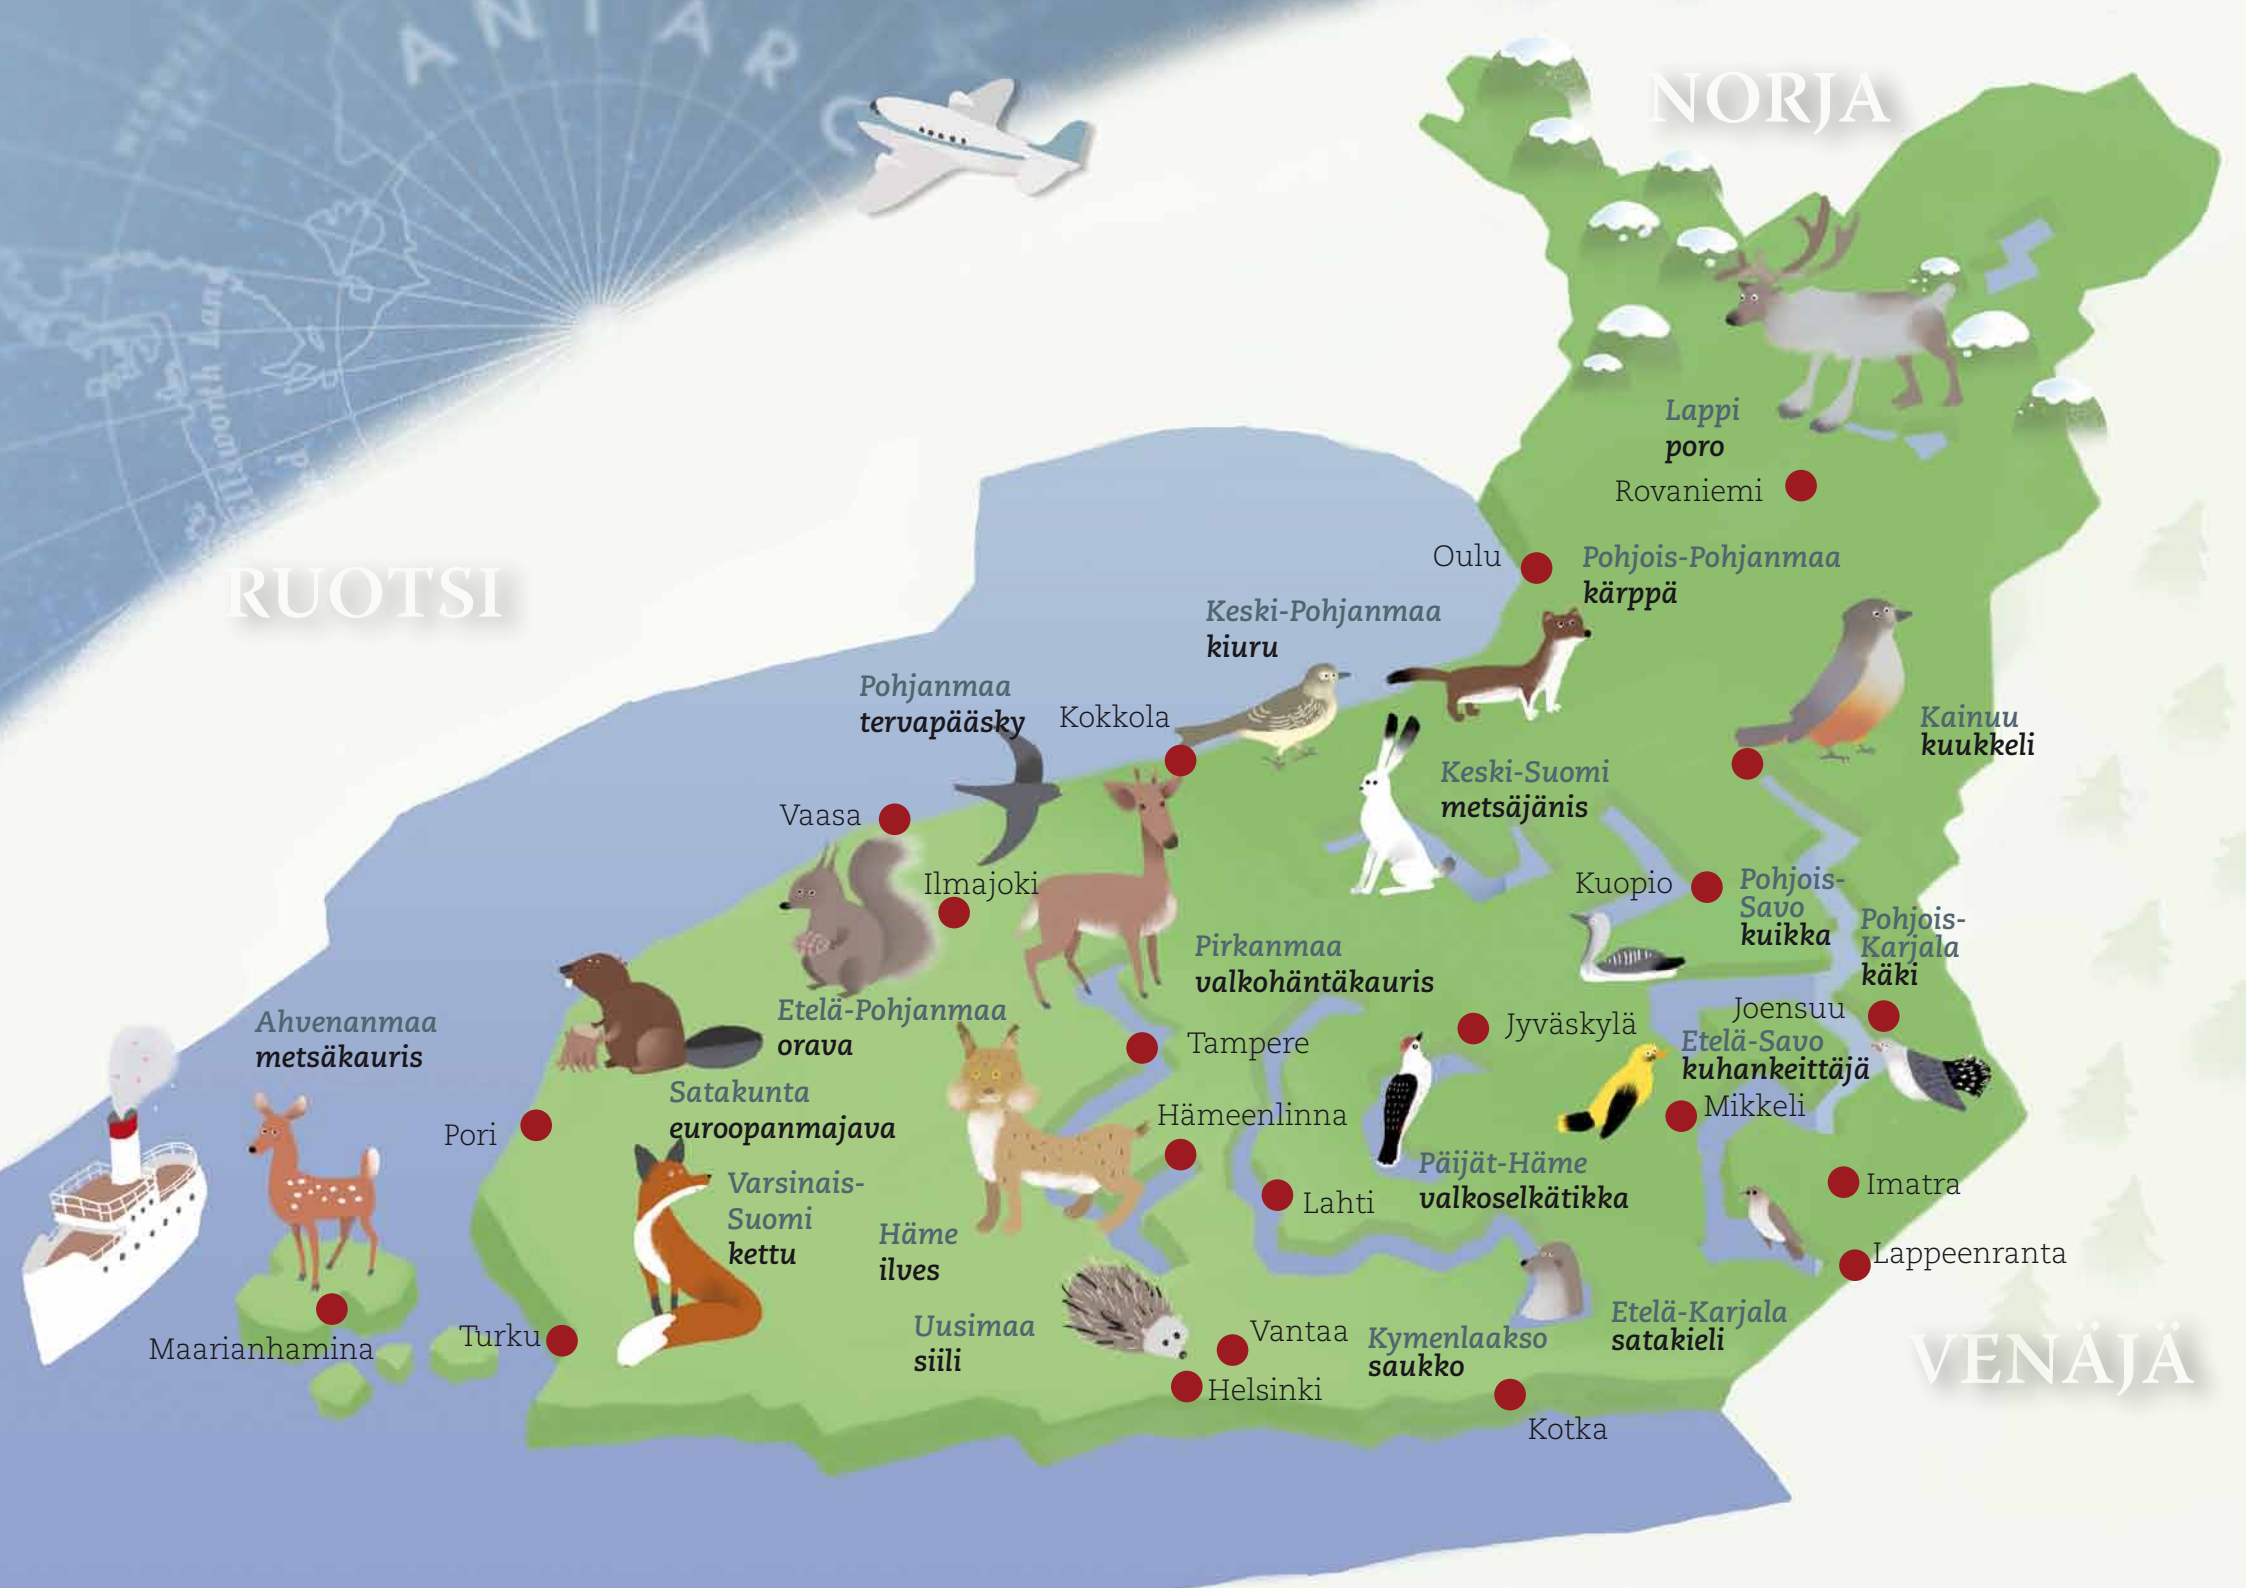 ANTARC
NORJA
Lappi
poro
Rovaniemi
Oulu
Pohjois-Pohjanmaa
kärppä
RUOTSI
Keski-Pohjanmaa
kiuru
Pohjanmaa
tervapääsky
Kokkola
Kainuu
kuukkeli
Keski-Suomi
metsäjänis
Vaasa
Ilmajoki
Kuopio
Pohjois-
Savo
kuikka
Pohjois-
Karjala
käki
Pirkanmaa
valkohäntäkauris
Etelä-Pohjanmaa
orava
Ahvenanmaa
metsäkauris
Tampere
Jyväskylä
Joensuu
Etelä-Savo
kuhankeittäjä
Mikkeli
Satakunta
euroopanmajava
Pori
Hämeenlinna
Varsinais-
Suomi
kettu
Päijät-Häme
valkoselkätikka
Imatra
Lahti
Häme
ilves
Lappeenranta
Uusimaa
siili
Vantaa
Kymenlaakso
saukko
Etelä-Karjala
satakieli
VENÄJÄ
Maarianhamina
Turku
Helsinki
Kotka